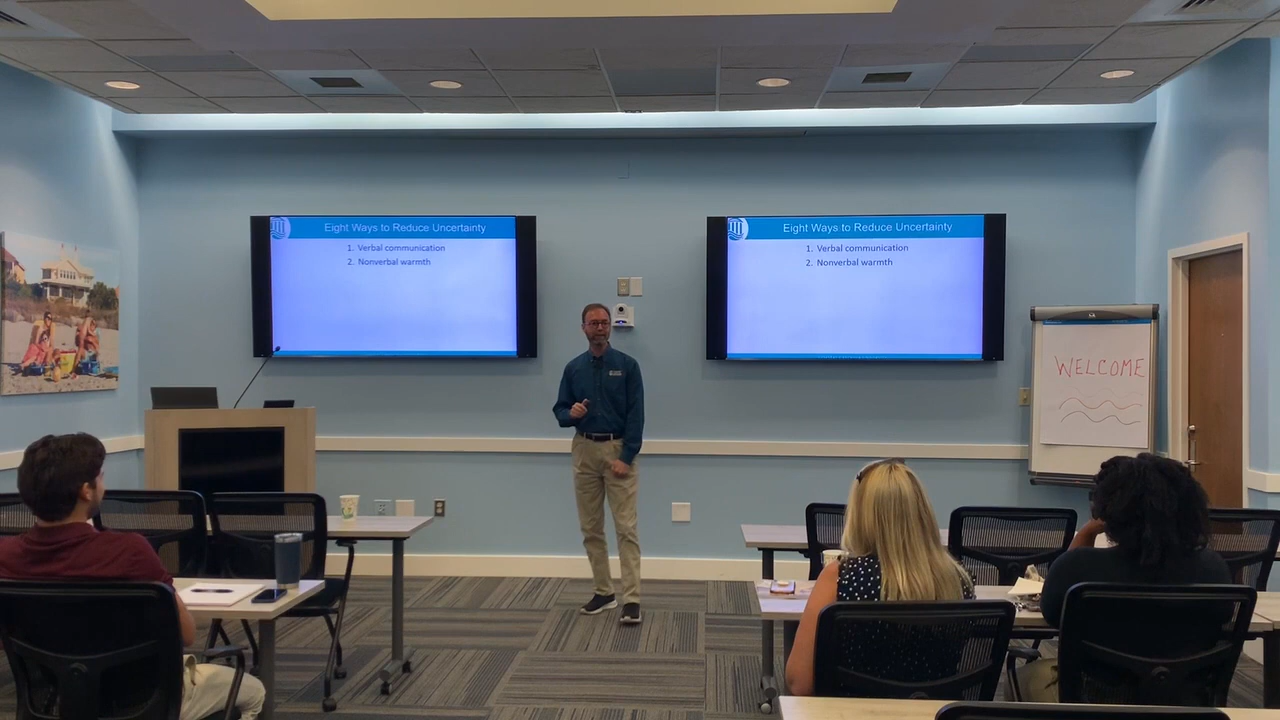 Eight Ways to Reduce Uncertainty
1. Verbal communication
2. Nonverbal warmth
Eight Ways to Reduce Uncertainty
1. Verbal communication
2. Nonverbal warmth
WELCOME